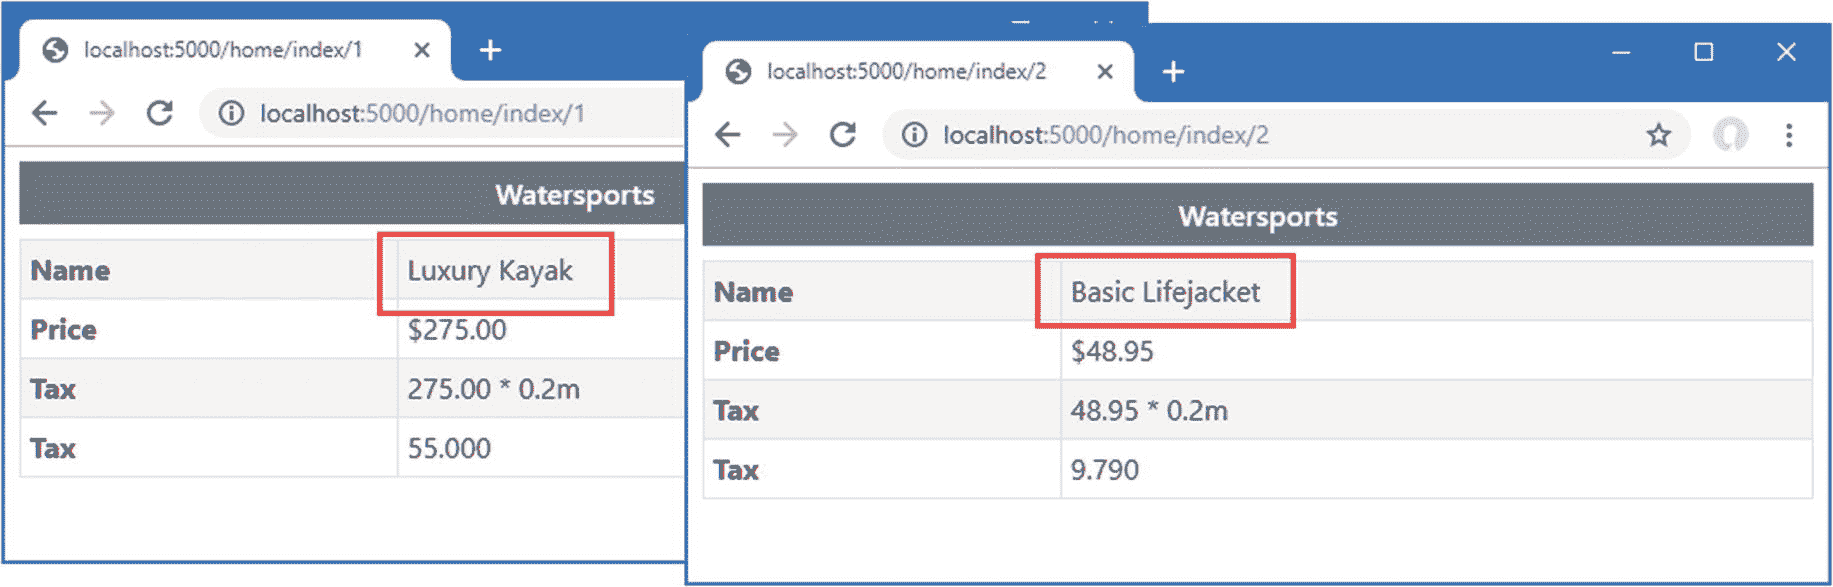 localhost:5000/home/index/1
localhost:5000/home/index/1
Watersports
Name Luxury Kayak
Price $275.00
Tax 275.00 * 0.2m
Tax 55.000
localhost:5000/home/index/2
localhost:5000/home/index/2
Watersports
Name Basic Lifejacket
Price $48.95
Tax 48.95 * 0.2m
Tax 9.790